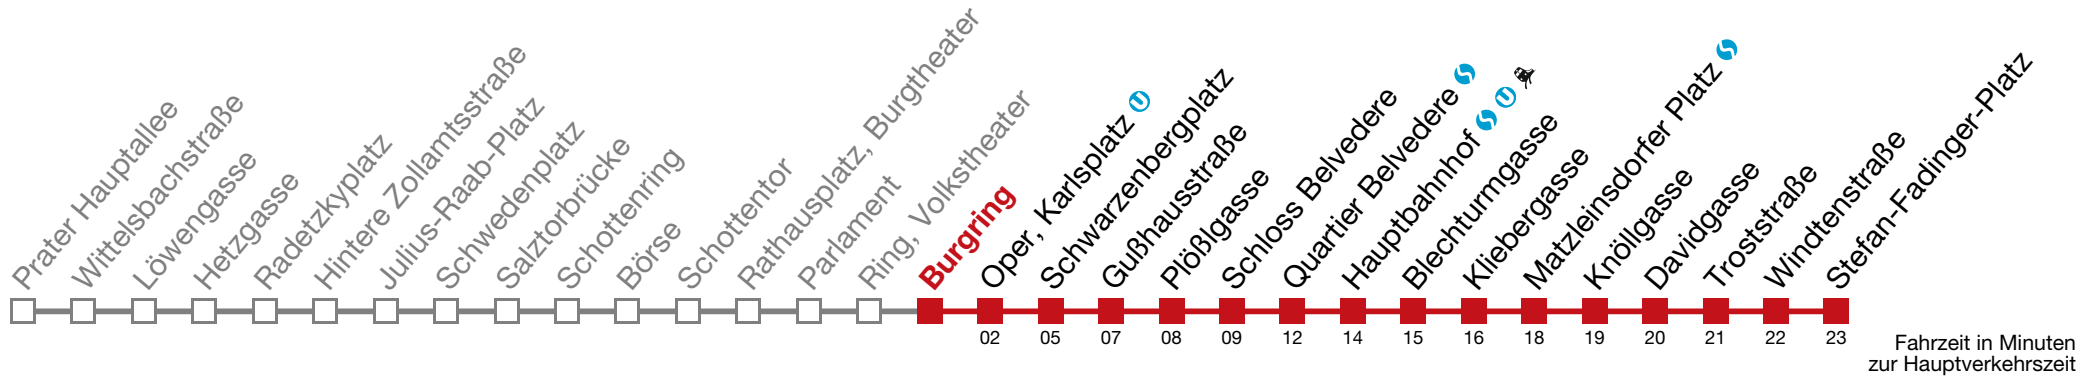 Prater Hauptallee
Wittelsbachstraße
Löwengasse
Hetzgasse
Radetzkyplatz
Hintere Zollamtsstraße
Julius-Raab-Platz
Schwedenplatz
Salztorbrücke
Schottenring
Börse
Schottentor
Rathausplatz, Burgtheater
Parlament
Ring, Volkstheater
Burgring
Oper, Karlsplatz U
Schwarzenbergplatz
Gußhausstraße
Plößlgasse
Schloss Belvedere
Quartier Belvedere S
Hauptbahnhof S U
Blechturmgasse
Kliebergasse
Matzleinsdorfer Platz S
Knöllgasse
Davidgasse
Troststraße
Windtenstraße
Stefan-Fadinger-Platz
02 05 07 08 09 12 14 15 16 18 19 20 21 22 23
Fahrzeit in Minuten
zur Hauptverkehrszeit